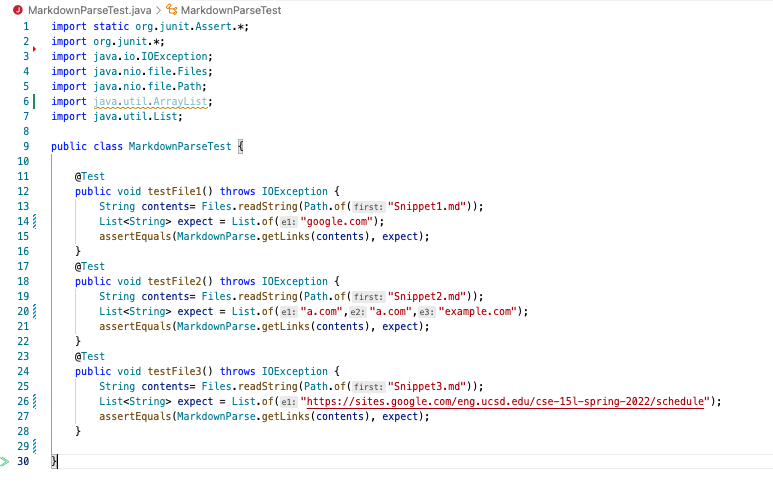 MarkdownParseTest.java > MarkdownParseTest
1 import static org.junit.Assert.*;
2 import org.junit.*;
3 import java.io.IOException;
4 import java.nio.file.Files;
5 import java.nio.file.Path;
6 import java.util.ArrayList;
7 import java.util.List;
8
9 public class MarkdownParseTest {
10
11 @Test
12 public void testFile1() throws IOException {
13 String contents= Files.readString(Path.of(first: "Snippet1.md"));
14 List<String> expect = List.of(e1: "google.com");
15 assertEquals(MarkdownParse.getLinks(contents), expect);
16 }
17 @Test
18 public void testFile2() throws IOException {
19 String contents= Files.readString(Path.of(first: "Snippet2.md"));
20 List<String> expect = List.of(e1: "a.com",e2: "a.com",e3: "example.com");
21 assertEquals(MarkdownParse.getLinks(contents), expect);
22 }
23 @Test
24 public void testFile3() throws IOException {
25 String contents= Files.readString(Path.of(first: "Snippet3.md"));
26 List<String> expect = List.of(e1: "https://sites.google.com/eng.ucsd.edu/cse-15l-spring-2022/schedule");
27 assertEquals(MarkdownParse.getLinks(contents), expect);
28 }
29
30 }